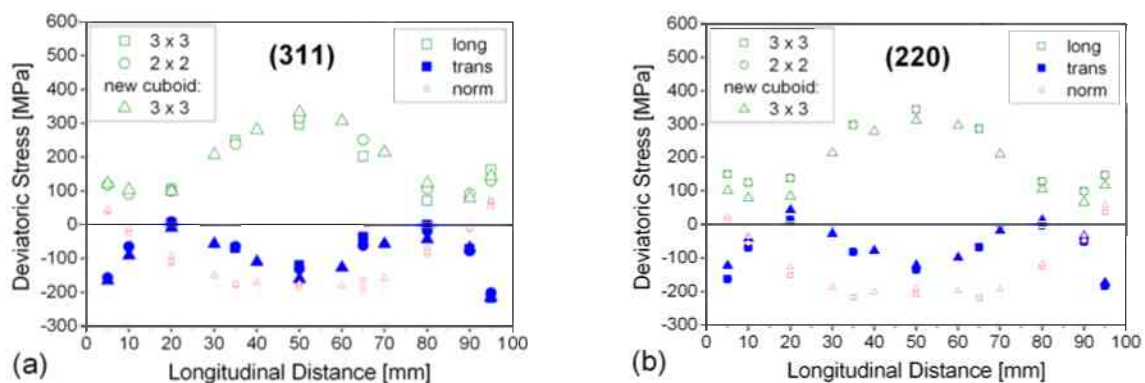 600
500
400
300
200
100
0
-100
-200
-300
Deviatoric Stress [MPa]
3 x 3
2 x 2
new cuboid:
3 x 3
(311)
long
trans
norm
0 10 20 30 40 50 60 70 80 90 100
(a)
Longitudinal Distance [mm]
600
500
400
300
200
100
0
-100
-200
-300
Deviatoric Stress [MPa]
3 x 3
2 x 2
new cuboid:
3 x 3
(220)
long
trans
norm
0 10 20 30 40 50 60 70 80 90 100
(b)
Longitudinal Distance [mm]